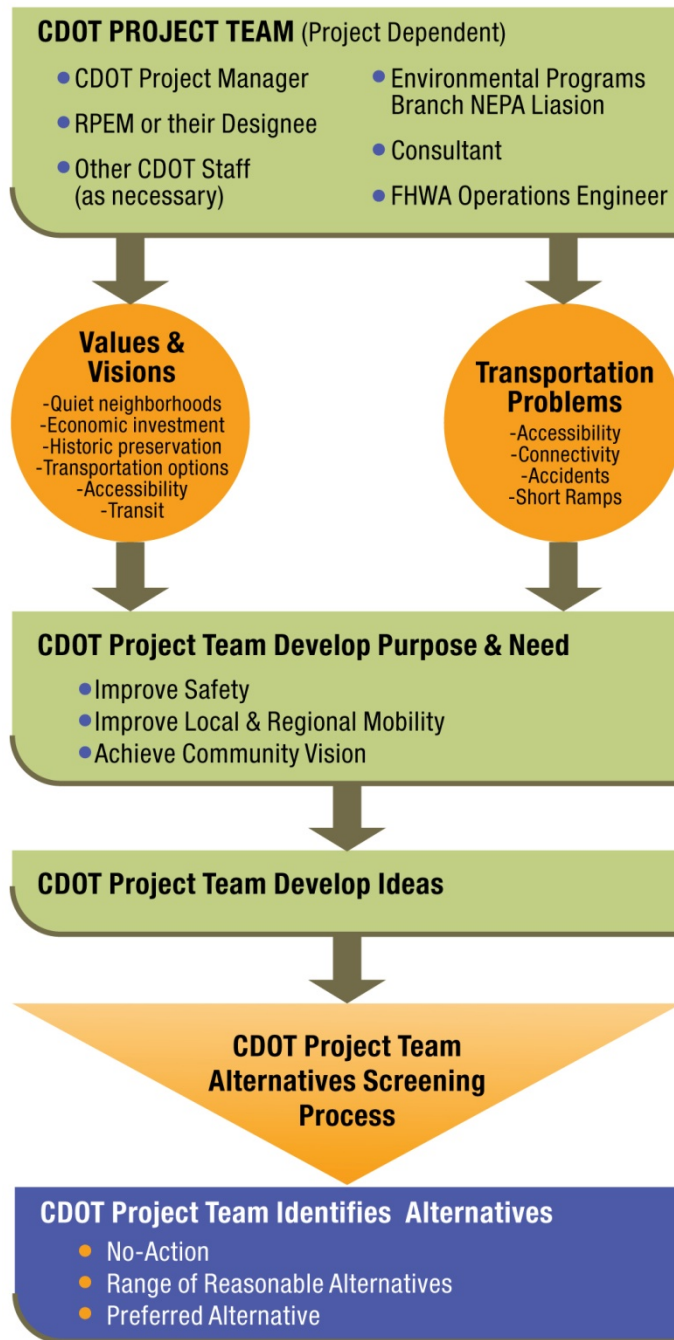 CDOT PROJECT TEAM (Project Dependent)
• CDOT Project Manager
• RPEM or their Designee
• Other CDOT Staff
(as necessary)
• Environmental Programs
Branch NEPA Liasion
• Consultant
• FHWA Operations Engineer
Values &
Visions
-Quiet neighborhoods
-Economic investment
-Historic preservation
-Transportation options
-Accessibility
-Transit
Transportation
Problems
-Accessibility
-Connectivity
-Accidents
-Short Ramps
CDOT Project Team Develop Purpose & Need
• Improve Safety
• Improve Local & Regional Mobility
• Achieve Community Vision
CDOT Project Team Develop Ideas
CDOT Project Team
Alternatives Screening
Process
CDOT Project Team Identifies Alternatives
• No-Action
• Range of Reasonable Alternatives
• Preferred Alternative